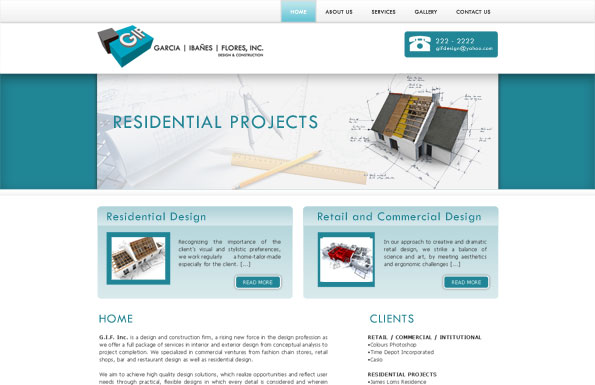 HOME ABOUT US SERVICES GALLERY CONTACT US
GIF
GARCIA | IBAÑES | FLORES, INC.
DESIGN & CONSTRUCTION
222 - 2222
gifdesign@yahoo.com
RESIDENTIAL PROJECTS
Residential Design
Recognizing the importance of the
client's visual and stylistic preferences,
we work regularly a home-tailor-made
especially for the client. [...]
READ MORE
Retail and Commercial Design
In our approach to creative and dramatic
retail design, we strike a balance of
science and art, by meeting aesthetics
and ergonomic challenges [...]
READ MORE
HOME
G.I.F. Inc. is a design and construction firm, a rising new force in the design profession as
we offer a full package of services in interior and exterior design from conceptual analysis to
project completion. We specialized in commercial ventures from fashion chain stores, retail
shops, bar and restaurant design as well as residential design.
We aim to achieve high quality design solutions, which realize opportunities and reflect user
needs through practical, flexible designs in which every detail is considered and wherein
CLIENTS
RETAIL / COMMERCIAL / INTITUTIONAL
•Colours Photoshop
•Time Depot Incorporated
•Casio
RESIDENTIAL PROJECTS
•James Loms Residence